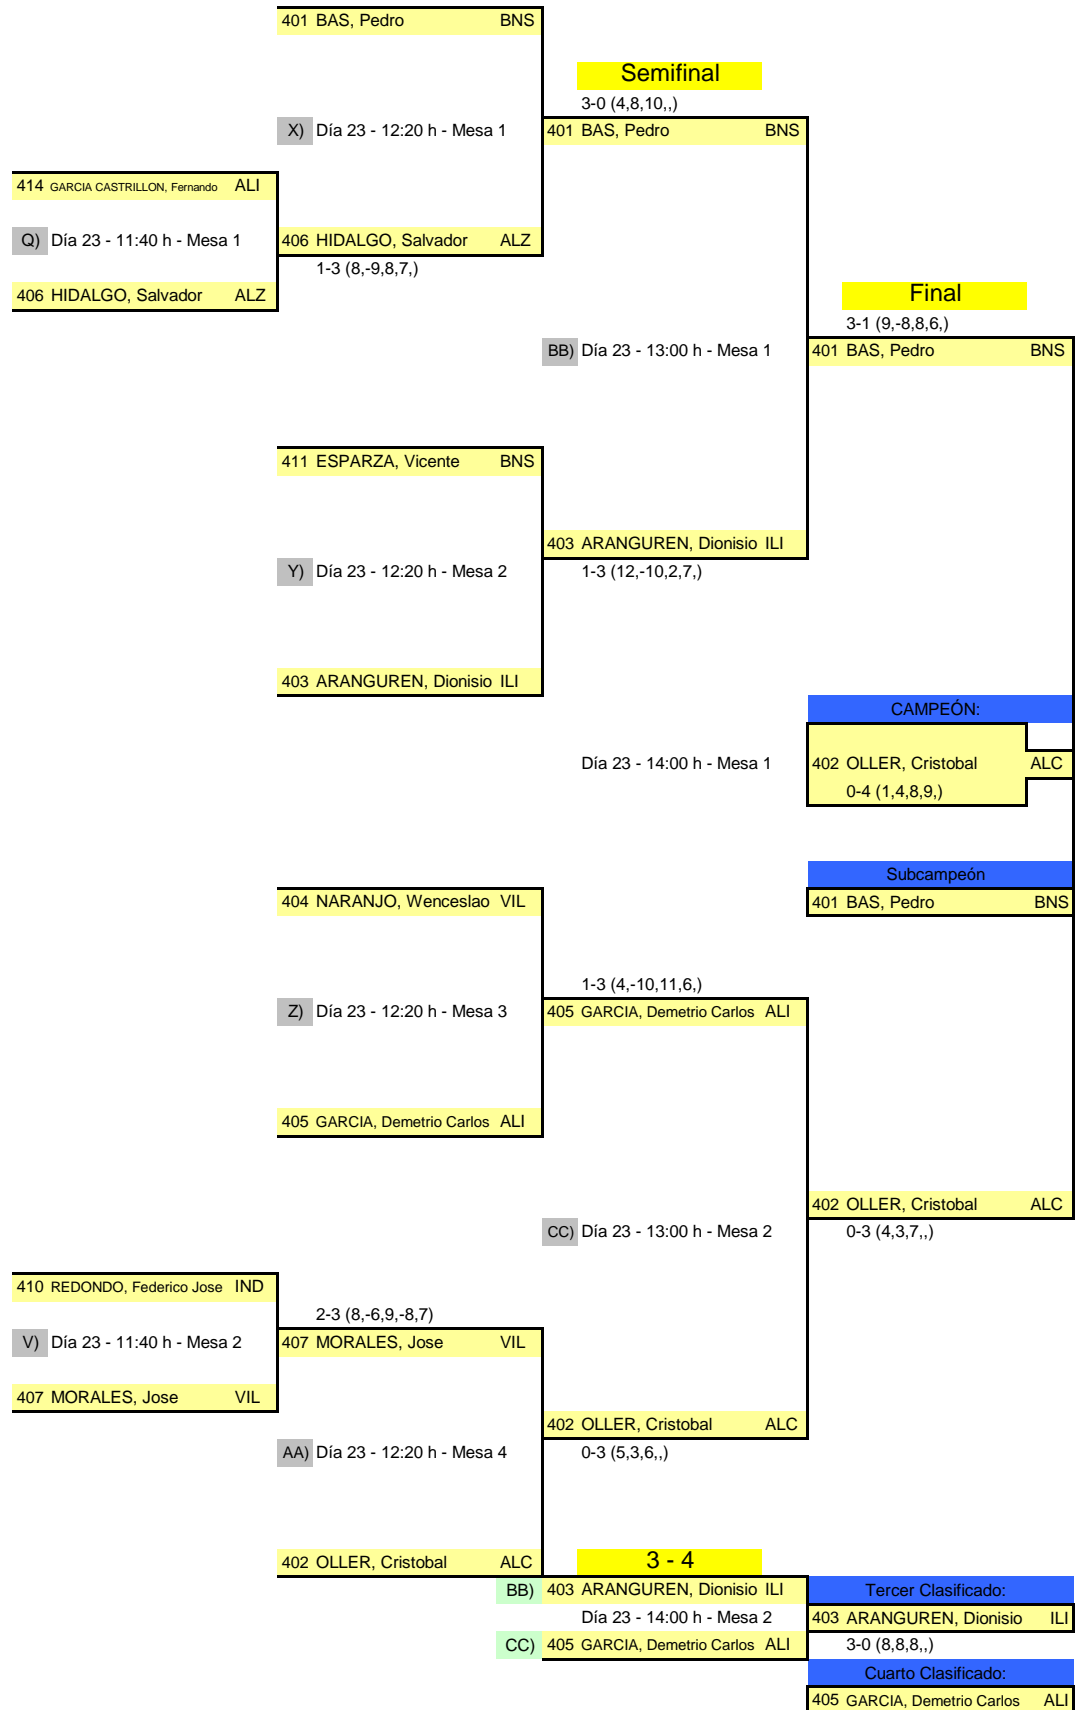 401 BAS, Pedro BNS
Semifinal
3-0 (4,8,10,,)
X) Día 23 - 12:20 h - Mesa 1
401 BAS, Pedro BNS
414 GARCIA CASTRILLON, Fernando ALI
Q) Día 23 - 11:40 h - Mesa 1
406 HIDALGO, Salvador ALZ
1-3 (8,-9,8,7,)
406 HIDALGO, Salvador ALZ
Final
3-1 (9,-8,8,6,)
BB) Día 23 - 13:00 h - Mesa 1
401 BAS, Pedro BNS
411 ESPARZA, Vicente BNS
403 ARANGUREN, Dionisio ILI
Y) Día 23 - 12:20 h - Mesa 2
1-3 (12,-10,2,7,)
403 ARANGUREN, Dionisio ILI
CAMPEÓN:
Día 23 - 14:00 h - Mesa 1
402 OLLER, Cristobal ALC
0-4 (1,4,8,9,)
Subcampeón
404 NARANJO, Wenceslao VIL
401 BAS, Pedro BNS
1-3 (4,-10,11,6,)
Z) Día 23 - 12:20 h - Mesa 3
405 GARCIA, Demetrio Carlos ALI
405 GARCIA, Demetrio Carlos ALI
402 OLLER, Cristobal ALC
CC) Día 23 - 13:00 h - Mesa 2
0-3 (4,3,7,,)
410 REDONDO, Federico Jose IND
2-3 (8,-6,9,-8,7)
V) Día 23 - 11:40 h - Mesa 2
407 MORALES, Jose VIL
407 MORALES, Jose VIL
402 OLLER, Cristobal ALC
AA) Día 23 - 12:20 h - Mesa 4
0-3 (5,3,6,,)
402 OLLER, Cristobal ALC
3 - 4
BB) 403 ARANGUREN, Dionisio ILI
Tercer Clasificado:
Día 23 - 14:00 h - Mesa 2
403 ARANGUREN, Dionisio ILI
CC) 405 GARCIA, Demetrio Carlos ALI
3-0 (8,8,8,,)
Cuarto Clasificado:
405 GARCIA, Demetrio Carlos ALI